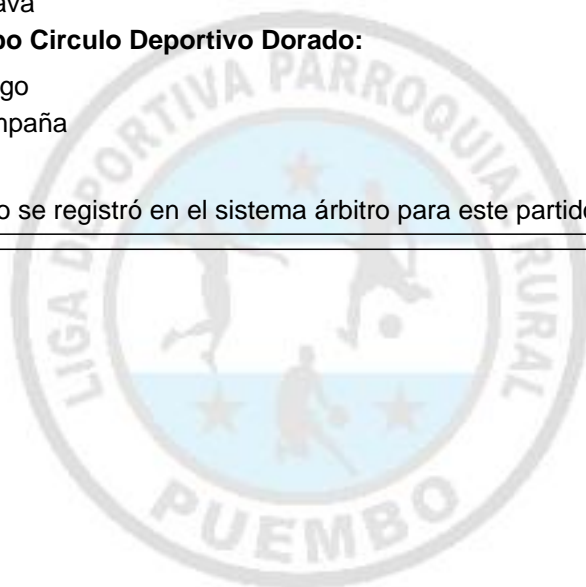 ava
po Circulo Deportivo Dorado:
go
mpaña
o se registró en el sistema árbitro para este partido
LIGA DEPORTIVA PARROQUIAL RURAL
PUEMBO